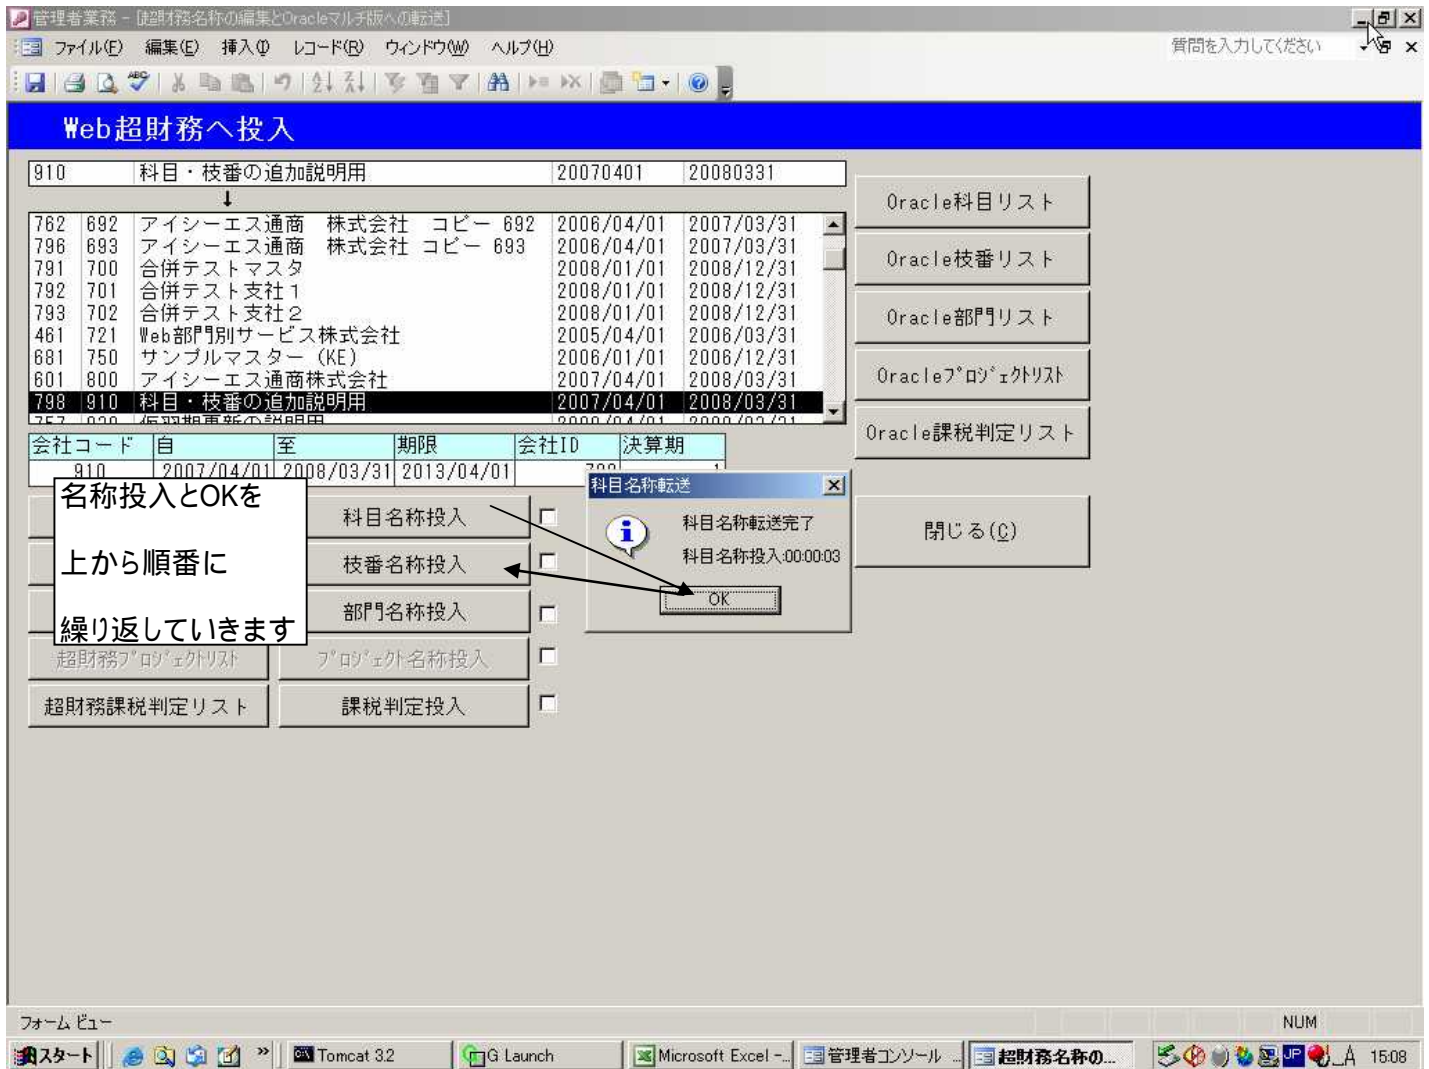 管理者業務 - [超財務名称の編集とOracleマルチ版への転送]
ファイル(F) 編集(E) 挿入(I) レコード(R) ウィンドウ(W) ヘルプ(H) 質問を入力してください
Web超財務へ投入
910 科目・枝番の追加説明用 20070401 20080331
↓
762 692 アイシーエス通商 株式会社 コピー 692 2006/04/01 2007/03/31
796 693 アイシーエス通商 株式会社 コピー 693 2006/04/01 2007/03/31
791 700 合併テストマスタ 2008/01/01 2008/12/31
792 701 合併テスト支社1 2008/01/01 2008/12/31
793 702 合併テスト支社2 2008/01/01 2008/12/31
461 721 Web部門別サービス株式会社 2005/04/01 2006/03/31
681 750 サンプルマスター (KE) 2006/01/01 2006/12/31
601 800 アイシーエス通商株式会社 2007/04/01 2008/03/31
798 910 科目・枝番の追加説明用 2007/04/01 2008/03/31
Oracle科目リスト
Oracle枝番リスト
Oracle部門リスト
Oracleプロジェクトリスト
Oracle課税判定リスト
閉じる(C)
会社コード 自 至 期限 会社ID 決算期
910 2007/04/01 2008/03/31 2013/04/01
名称投入とOKを
上から順番に
繰り返していきます
科目名称投入
枝番名称投入
部門名称投入
超財務プロジェクトリスト プロジェクト名称投入
超財務課税判定リスト 課税判定投入
科目名称転送
科目名称転送完了
科目名称投入:00:00:03
OK
フォーム ビュー NUM
スタート » Tomcat 3.2 G Launch Microsoft Excel -... 管理者コンソール ... 超財務名称の... JP A 15:08